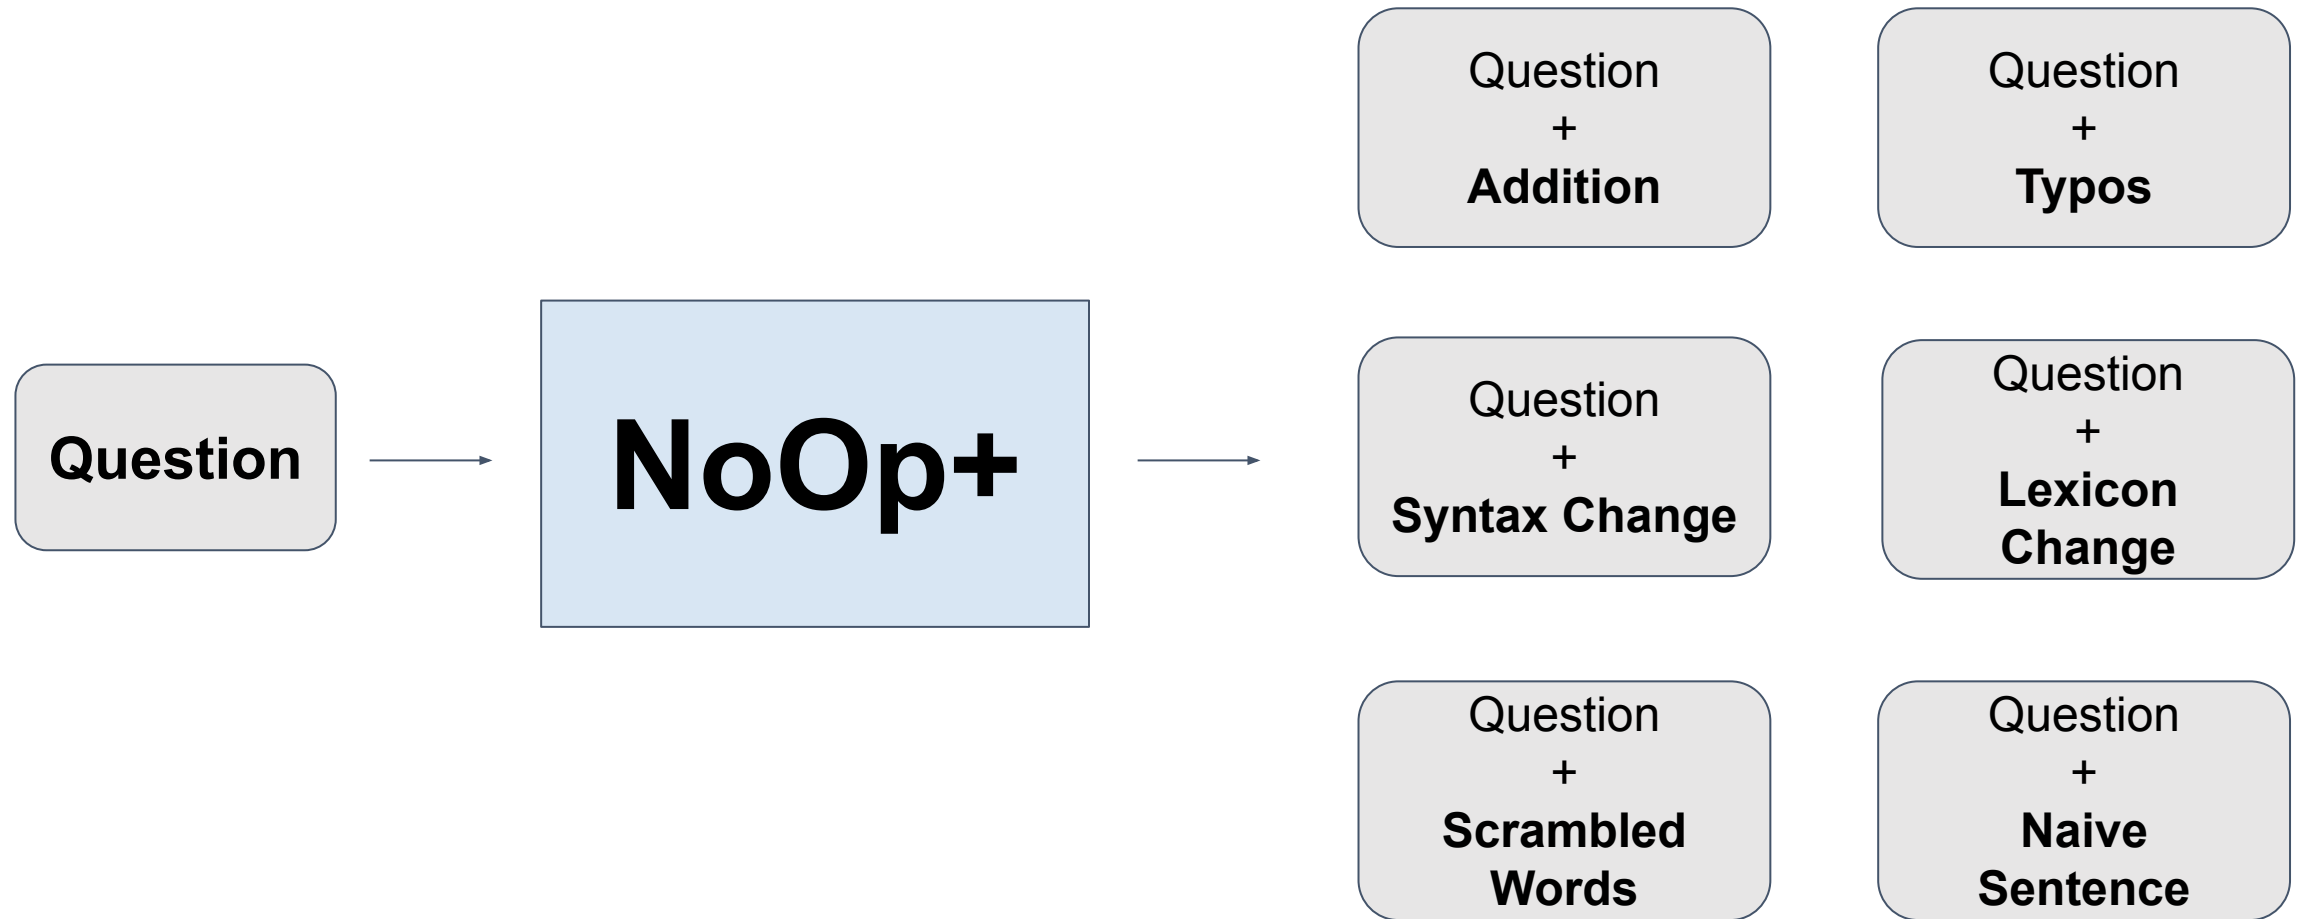 Question
NoOp+
Question
+
Addition
Question
+
Typos
Question
+
Syntax Change
Question
+
Lexicon
Change
Question
+
Scrambled
Words
Question
+
Naive
Sentence